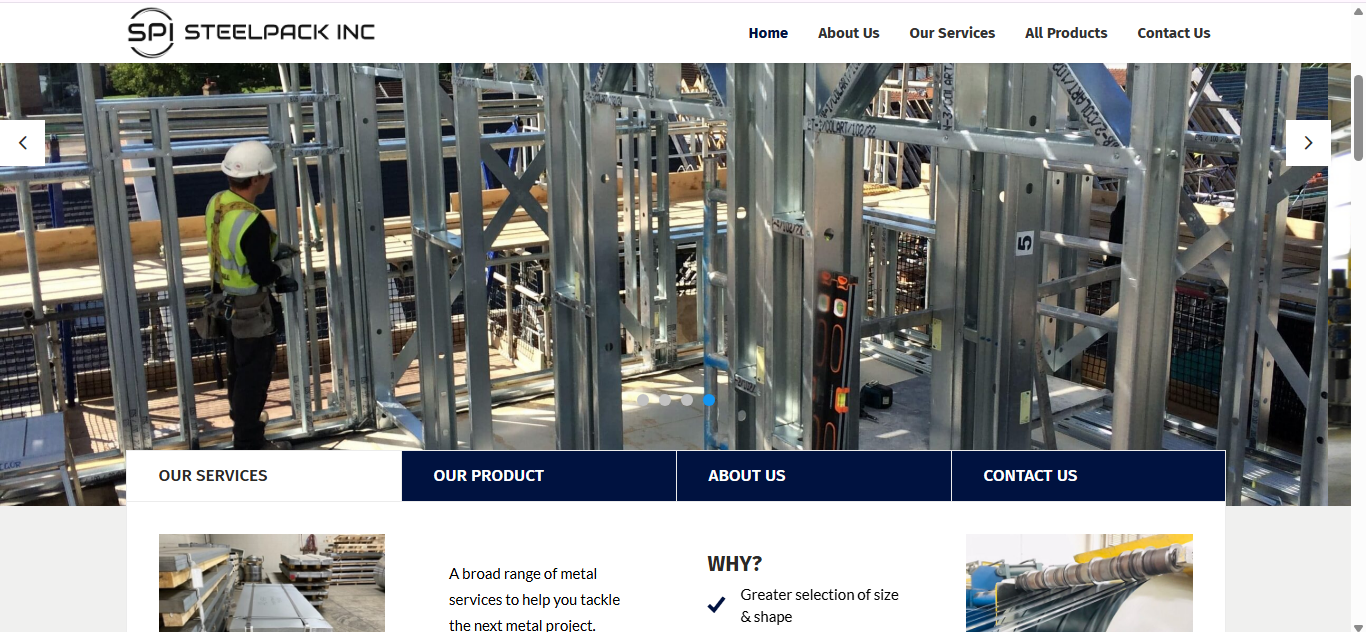 SPI STEELPACK INC
Home
About Us
Our Services
All Products
Contact Us
5
OUR SERVICES
OUR PRODUCT
ABOUT US
CONTACT US
A broad range of metal
services to help you tackle
the next metal project.
WHY?
Greater selection of size
& shape